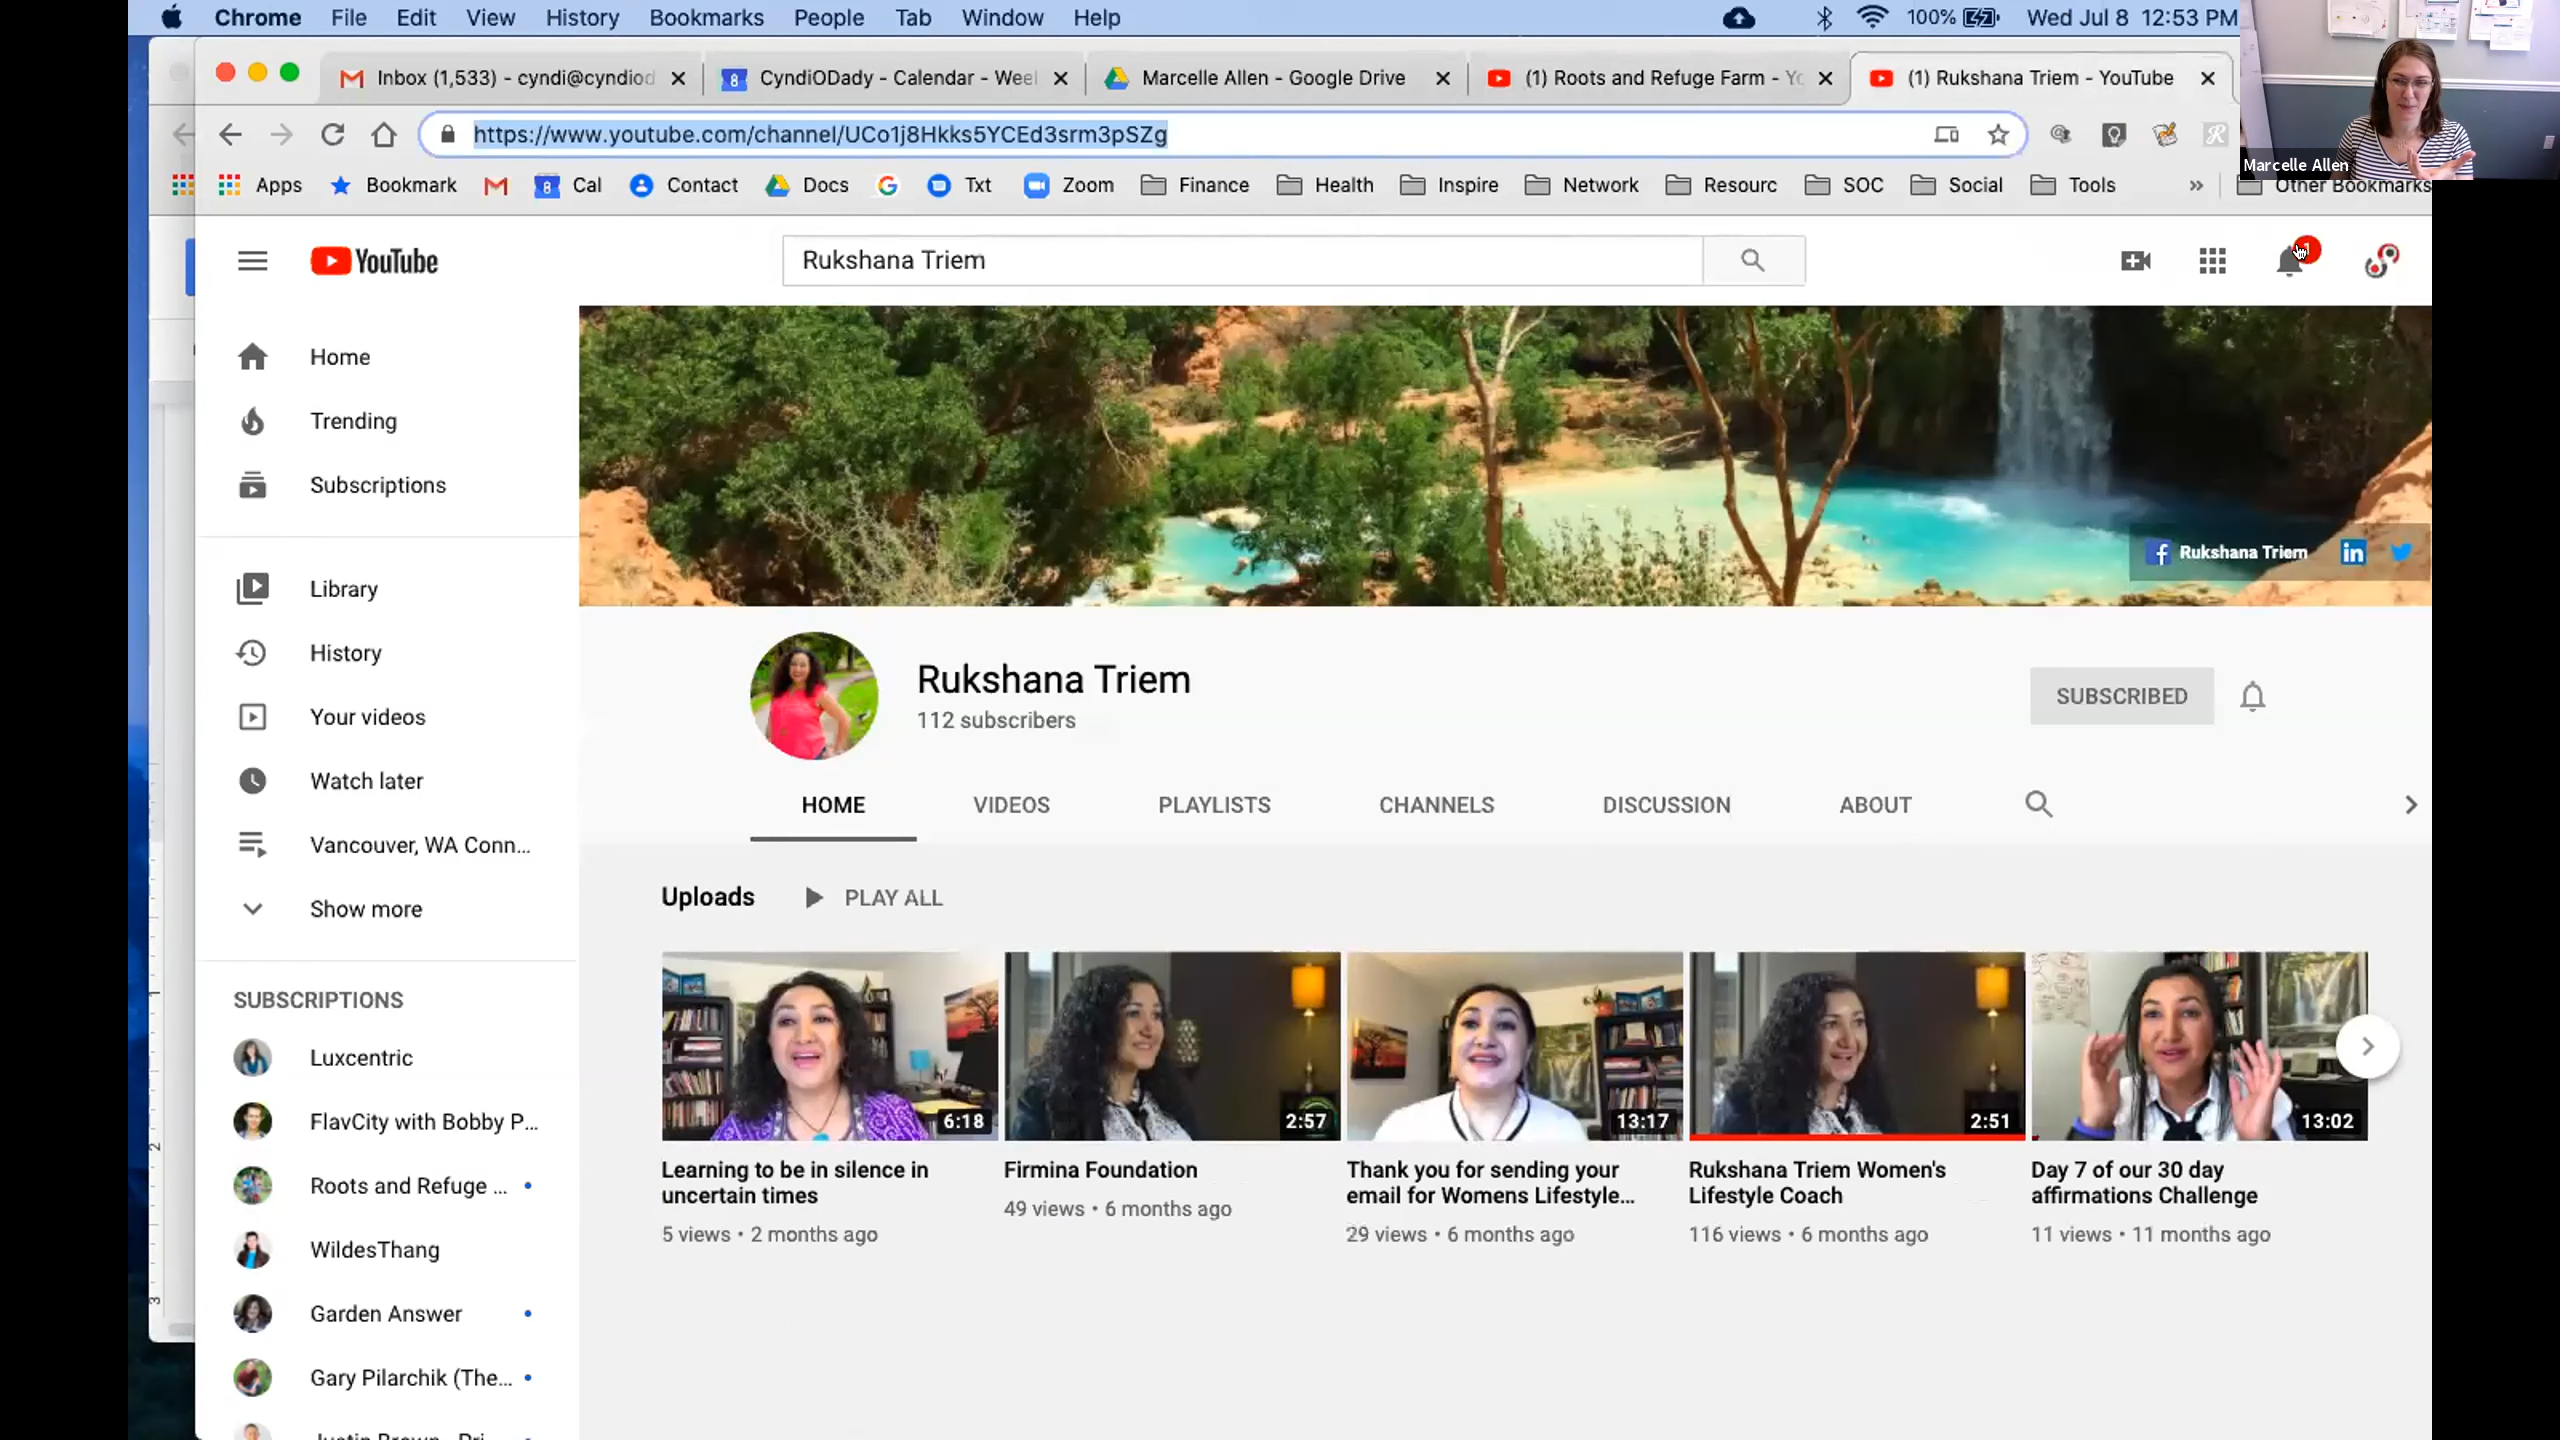 Chrome File Edit View History Bookmarks People Tab Window Help 100% Wed Jul 8 12:53 PM
Inbox (1,533) - cyndi@cyndiod
CyndiODady - Calendar - Wee
Marcelle Allen - Google Drive
(1) Roots and Refuge Farm - Yo
(1) Rukshana Triem - YouTube
https://www.youtube.com/channel/UCo1j8Hkks5YCEd3srm3pSZg
Marcelle Allen
Apps Bookmark Cal Contact Docs Txt Zoom Finance Health Inspire Network Resourc SOC Social Tools » Other Bookmarks
YouTube
Rukshana Triem
Home
Trending
Subscriptions
Library
History
Your videos
Watch later
Vancouver, WA Conn...
Show more
SUBSCRIPTIONS
Luxcentric
FlavCity with Bobby P...
Roots and Refuge ...
WildesThang
Garden Answer
Gary Pilarchik (The...
Rukshana Triem
Rukshana Triem
112 subscribers
SUBSCRIBED
HOME VIDEOS PLAYLISTS CHANNELS DISCUSSION ABOUT
Uploads PLAY ALL
6:18
Learning to be in silence in
uncertain times
5 views • 2 months ago
2:57
Firmina Foundation
49 views • 6 months ago
13:17
Thank you for sending your
email for Womens Lifestyle...
29 views • 6 months ago
2:51
Rukshana Triem Women's
Lifestyle Coach
116 views • 6 months ago
13:02
Day 7 of our 30 day
affirmations Challenge
11 views • 11 months ago
1
2
3